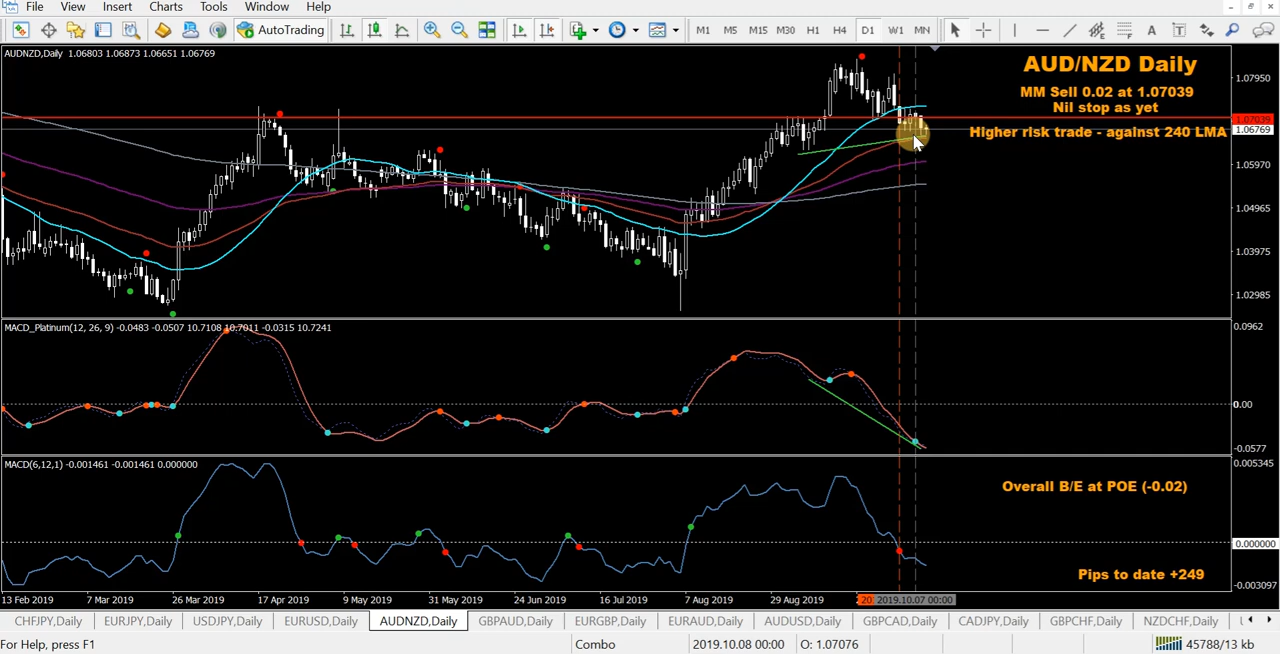 File View Insert Charts Tools Window Help
AutoTrading M1 M5 M15 M30 H1 H4 D1 W1 MN
AUDNZD,Daily 1.06803 1.06873 1.06651 1.06769
AUD/NZD Daily
MM Sell 0.02 at 1.07039
Nil stop as yet
Higher risk trade - against 240 LMA
1.07950
1.07039
1.06769
1.05970
1.04965
1.03975
1.02985
MACD_Platinum(12, 26, 9) -0.0483 -0.0507 10.7108 10.7011 -0.0315 10.7241
0.0962
0.00
-0.0577
MACD(6,12,1) -0.001461 -0.001461 0.000000
0.005345
Overall B/E at POE (-0.02)
0.000000
Pips to date +249
-0.003097
13 Feb 2019 7 Mar 2019 26 Mar 2019 17 Apr 2019 9 May 2019 31 May 2019 24 Jun 2019 16 Jul 2019 7 Aug 2019 29 Aug 2019 20 2019.10.07 00:00
CHFJPY,Daily EURJPY,Daily USDJPY,Daily EURUSD,Daily AUDNZD,Daily GBPAUD,Daily EURGBP,Daily EURAUD,Daily AUDUSD,Daily GBPCAD,Daily CADJPY,Daily GBPCHF,Daily NZDCHF,Daily
For Help, press F1 Combo 2019.10.08 00:00 O: 1.07076 45788/13 kb